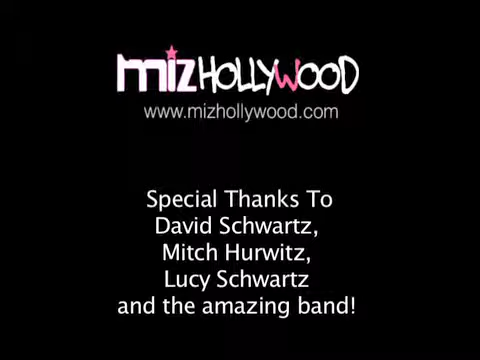 mizHOLLYWOOD
www.mizhollywood.com
Special Thanks To
David Schwartz,
Mitch Hurwitz,
Lucy Schwartz
and the amazing band!